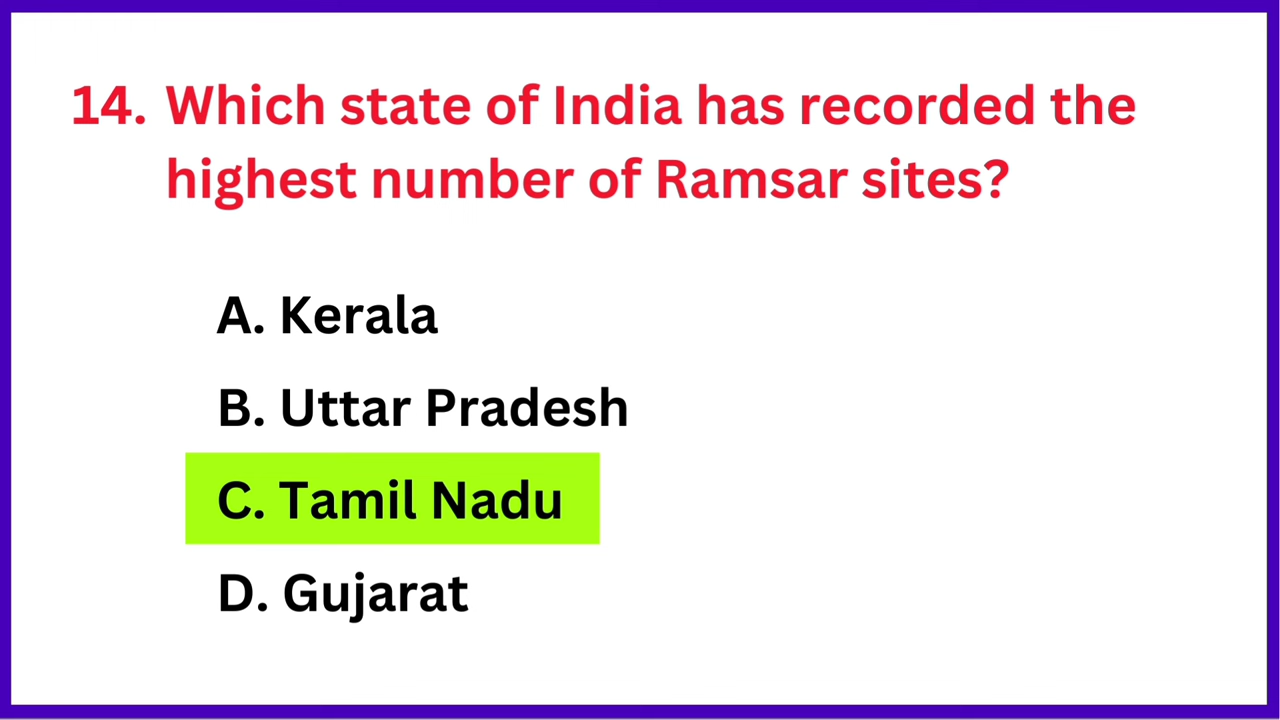 14. Which state of India has recorded the
highest number of Ramsar sites?
A. Kerala
B. Uttar Pradesh
C. Tamil Nadu
D. Gujarat